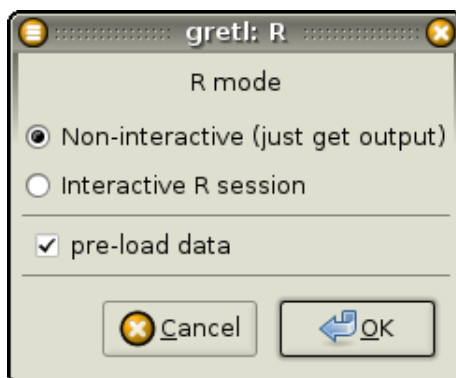 gretl: R
R mode
Non-interactive (just get output)
Interactive R session
pre-load data
Cancel
OK